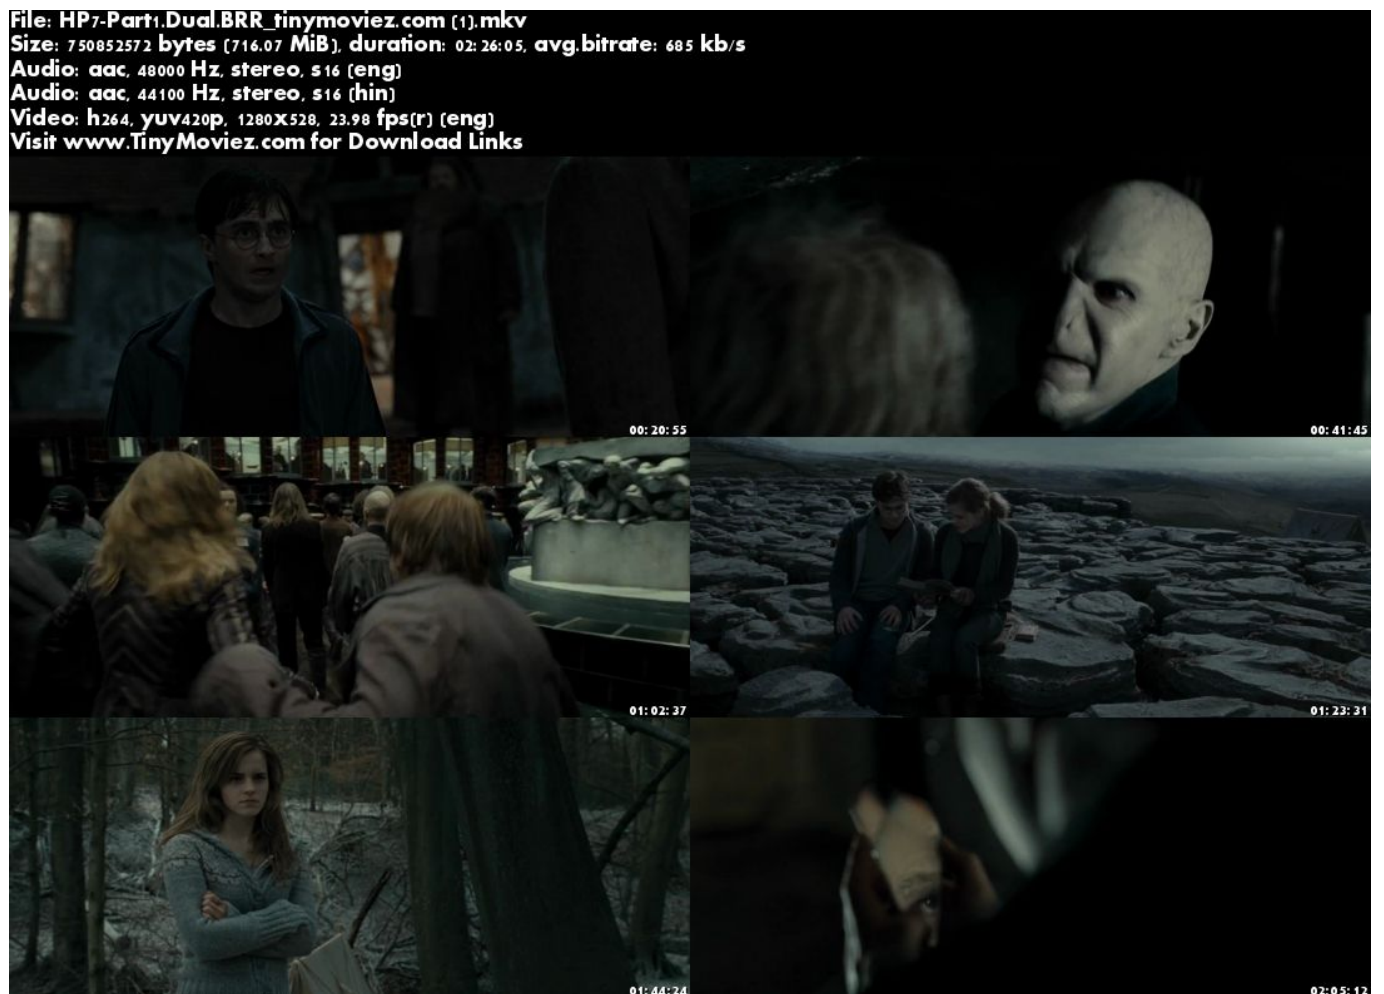 File: HP7-Part1.Dual.BRR_tinymoviez.com (1).mkv
Size: 750852572 bytes (716.07 MiB), duration: 02:26:05, avg.bitrate: 685 kb/s
Audio: aac, 48000 Hz, stereo, s16 (eng)
Audio: aac, 44100 Hz, stereo, s16 (hin)
Video: h264, yuv420p, 1280x528, 23.98 fps(r) (eng)
Visit www.TinyMoviez.com for Download Links
00:20:55
00:41:45
01:02:37
01:23:31
01:44:24
02:05:12